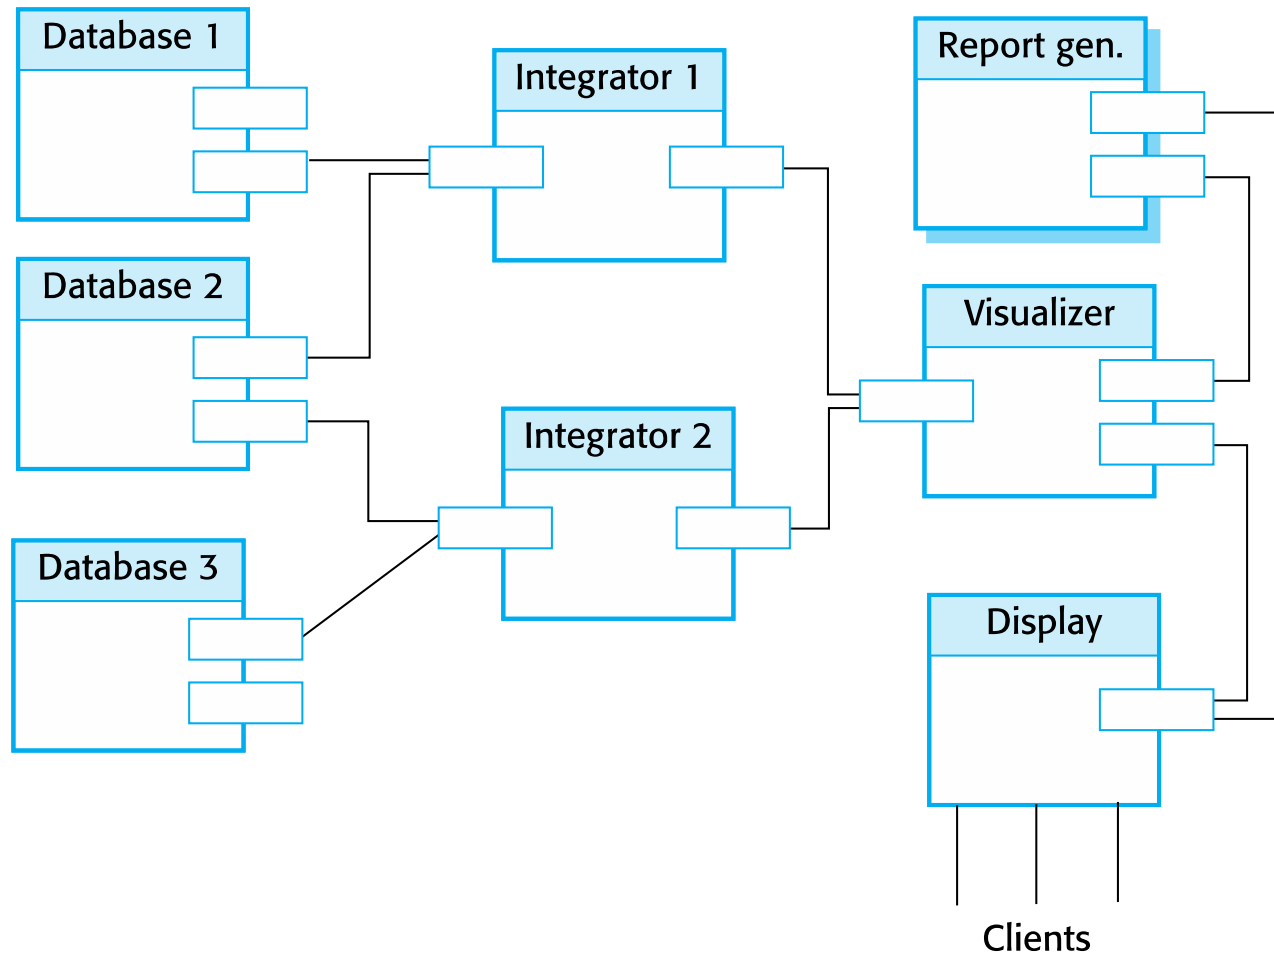 Database 1
Integrator 1
Report gen.
Database 2
Visualizer
Integrator 2
Database 3
Display
Clients